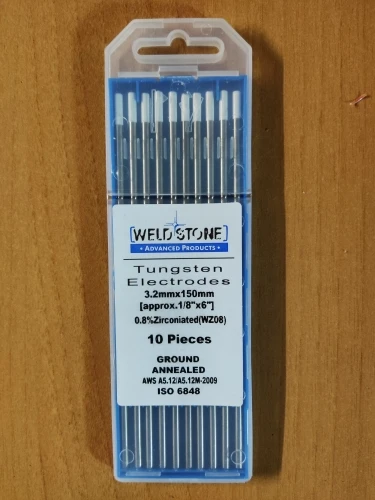 WELD STONE
ADVANCED PRODUCTS
Tungsten
Electrodes
3.2mmx150mm
[approx.1/8"x6"]
0.8%Zirconiated(WZ08)
10 Pieces
GROUND
ANNEALED
AWS A5.12/A5.12M-2009
ISO 6848